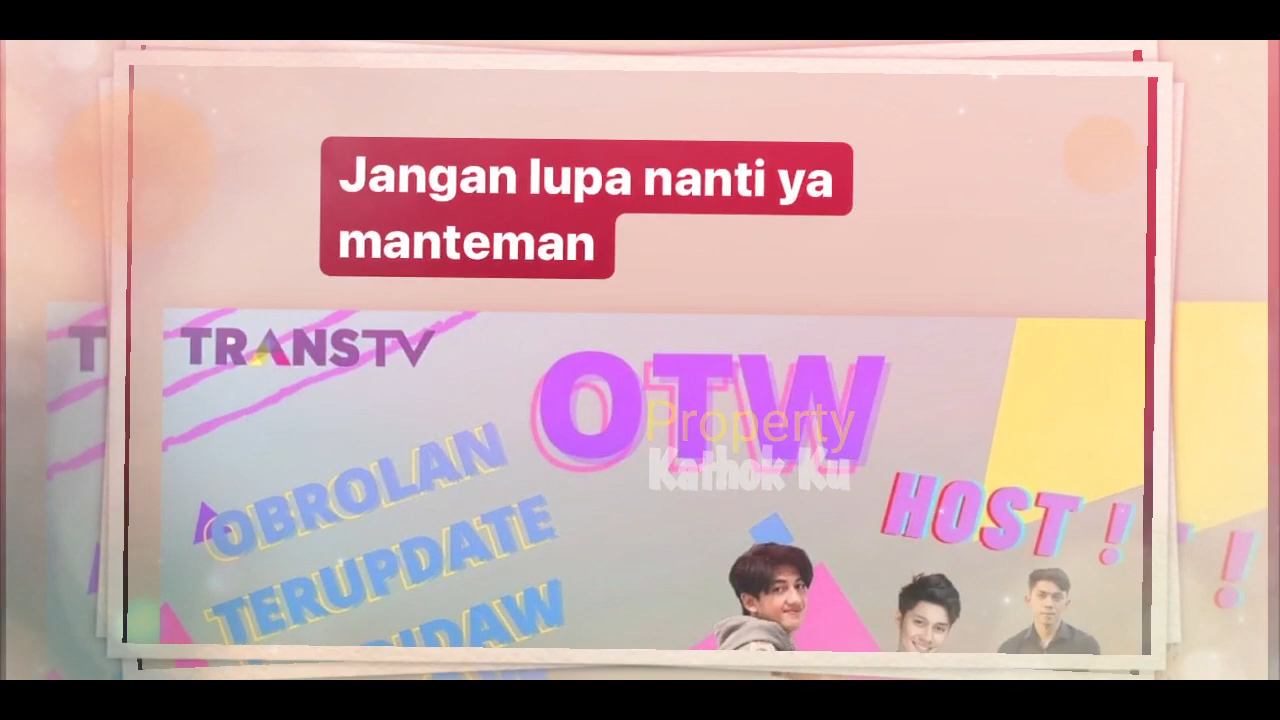 Jangan lupa nanti ya
manteman
TRANSTV
OTW
Property
Kathok Ku
OBROLAN
TERUPDATE
HOST !